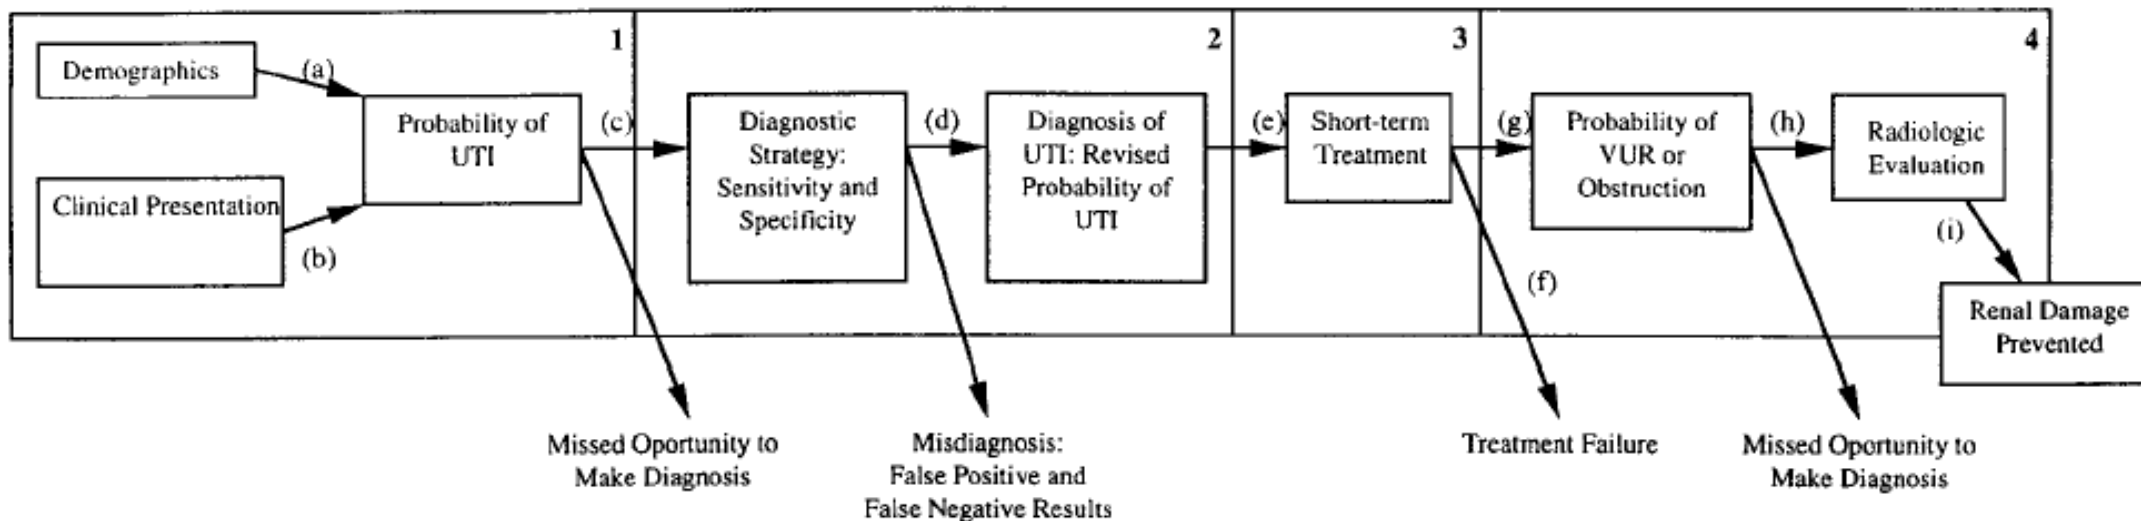 1
2
3
4
Demographics
(a)
Clinical Presentation
(b)
Probability of
UTI
(c)
Diagnostic
Strategy:
Sensitivity and
Specificity
(d)
Diagnosis of
UTI: Revised
Probability of
UTI
(e)
Short-term
Treatment
(f)
(g)
Probability of
VUR or
Obstruction
(h)
Radiologic
Evaluation
(i)
Renal Damage
Prevented
Missed Oportunity to
Make Diagnosis
Misdiagnosis:
False Positive and
False Negative Results
Treatment Failure
Missed Oportunity to
Make Diagnosis